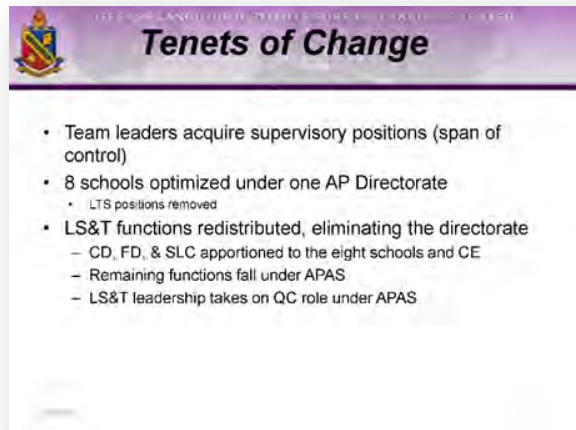 Tenets of Change
• Team leaders acquire supervisory positions (span of
control)
• 8 schools optimized under one AP Directorate
• LTS positions removed
• LS&T functions redistributed, eliminating the directorate
– CD, FD, & SLC apportioned to the eight schools and CE
– Remaining functions fall under APAS
– LS&T leadership takes on QC role under APAS